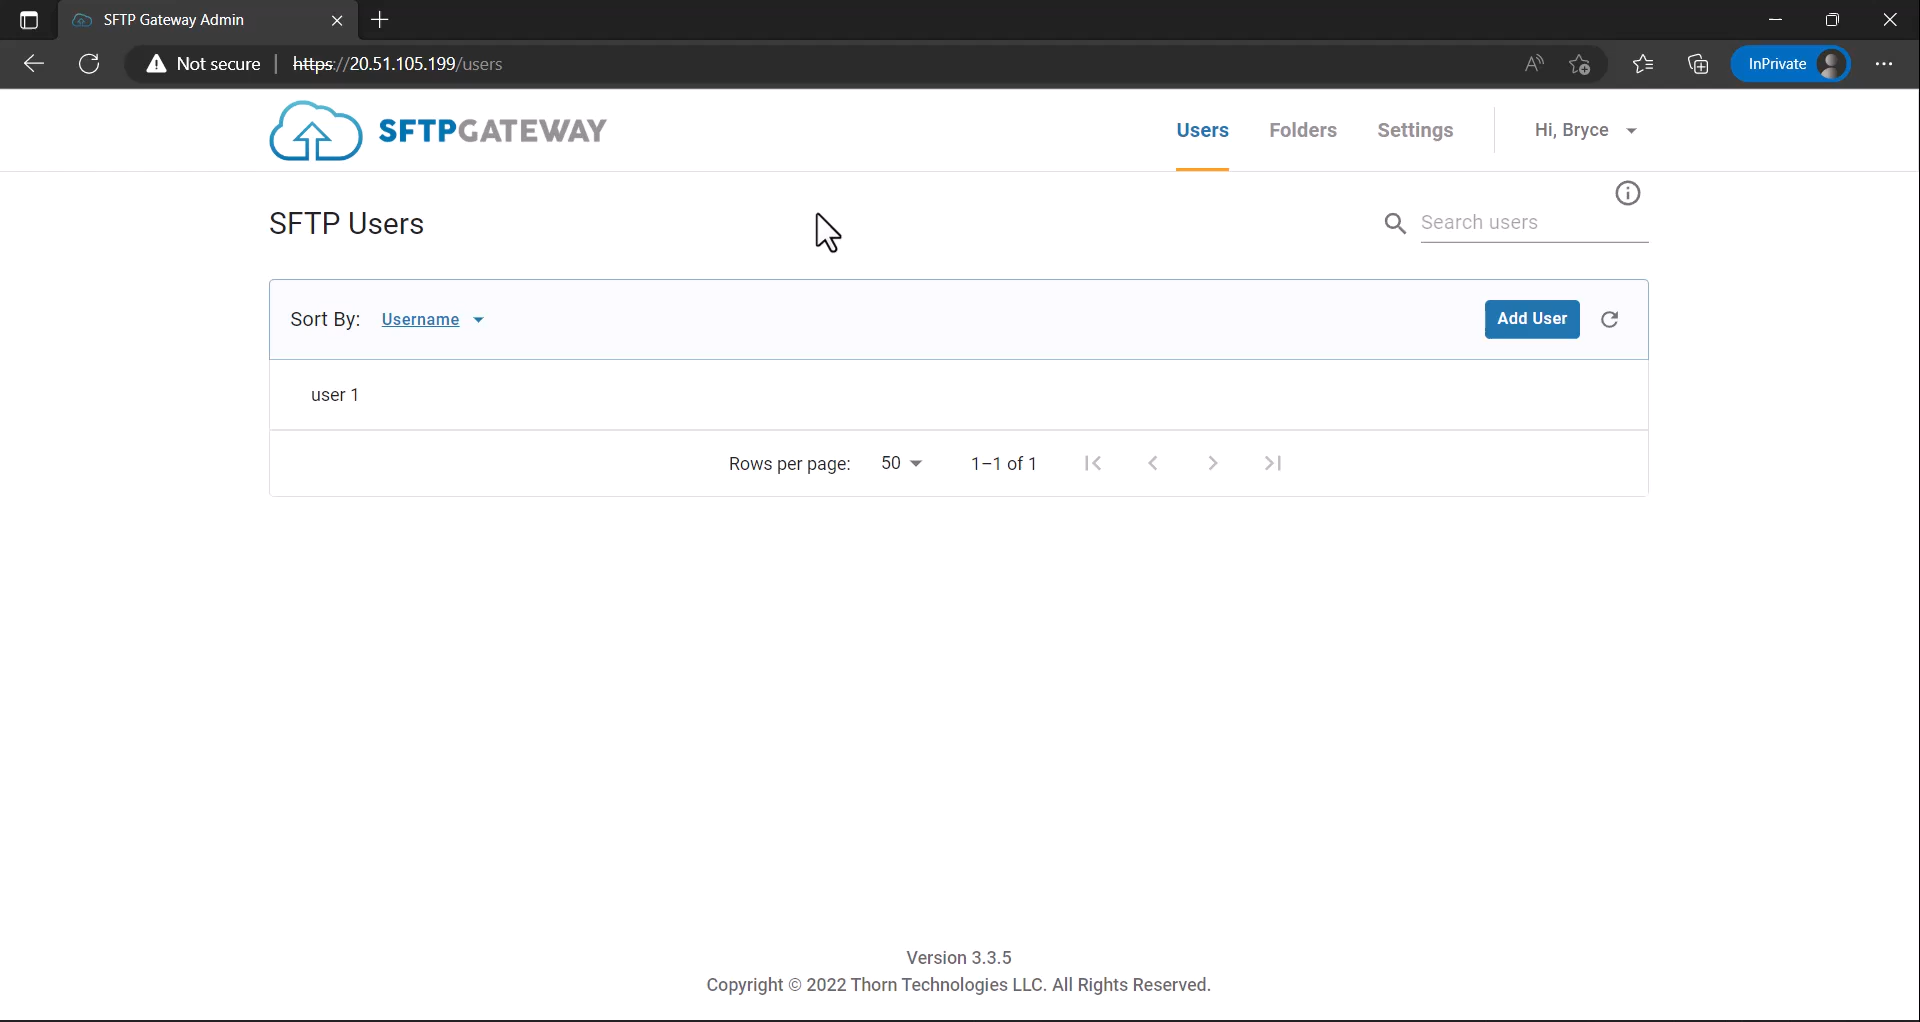 SFTP Gateway Admin
Not secure
https://20.51.105.199/users
InPrivate
SFTPGATEWAY
Users
Folders
Settings
Hi, Bryce
SFTP Users
Search users
Sort By: Username
Add User
user 1
Rows per page: 50 1–1 of 1
Version 3.3.5
Copyright © 2022 Thorn Technologies LLC. All Rights Reserved.